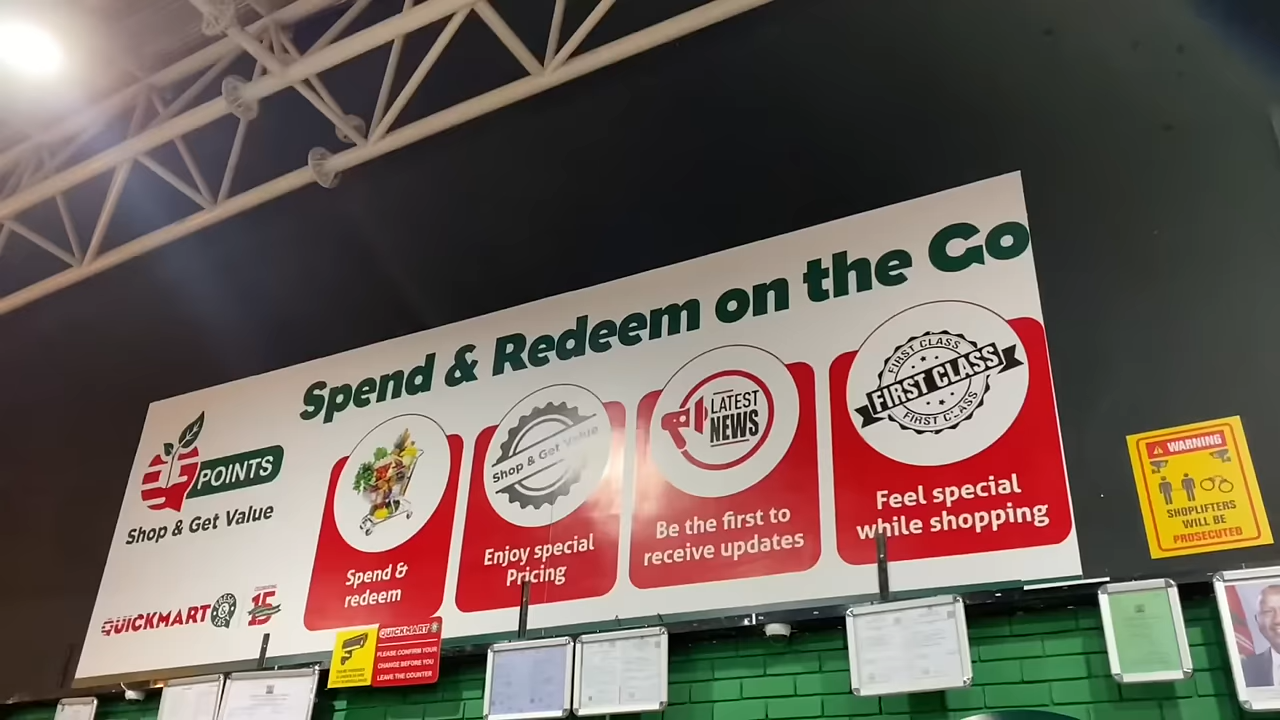 Spend & Redeem on the Go
POINTS
Shop & Get Value
QUICKMART
15
Spend &
redeem
Shop & Get Value
Enjoy special
Pricing
LATEST
NEWS
Be the first to
receive updates
FIRST CLASS
FIRST CLASS
FIRST CLASS
Feel special
while shopping
WARNING
SHOPLIFTERS
WILL BE
PROSECUTED
QUICKMART
PLEASE CONFIRM YOUR
CHANGE BEFORE YOU
LEAVE THE COUNTER